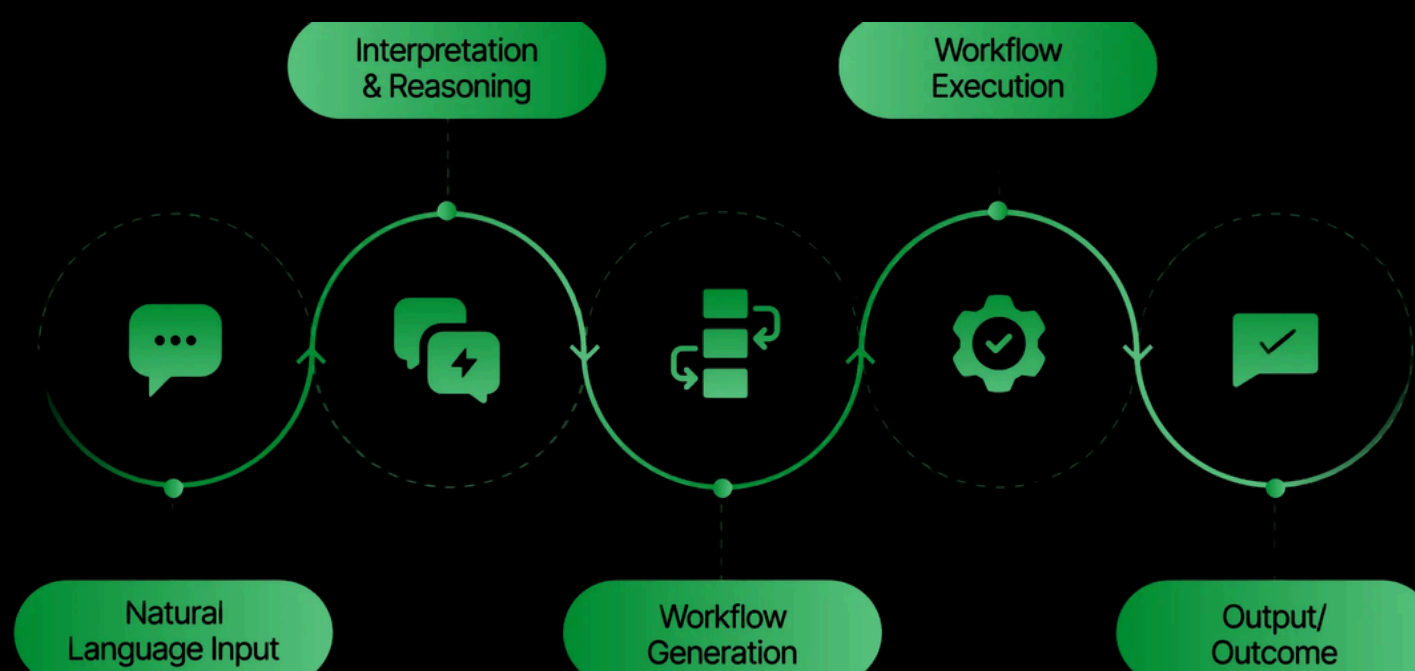 Interpretation
& Reasoning
Workflow
Execution
Natural
Language Input
Workflow
Generation
Output/
Outcome